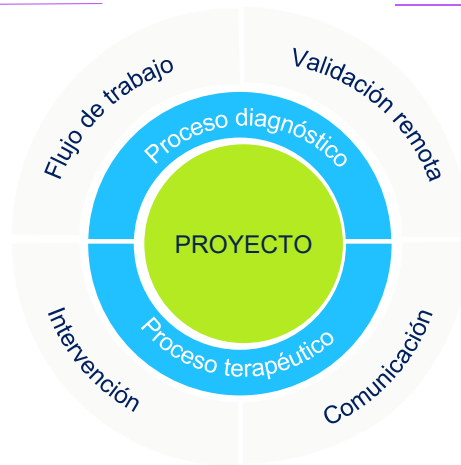 Flujo de trabajo
Validación remota
Proceso diagnóstico
PROYECTO
Proceso terapéutico
Intervención
Comunicación